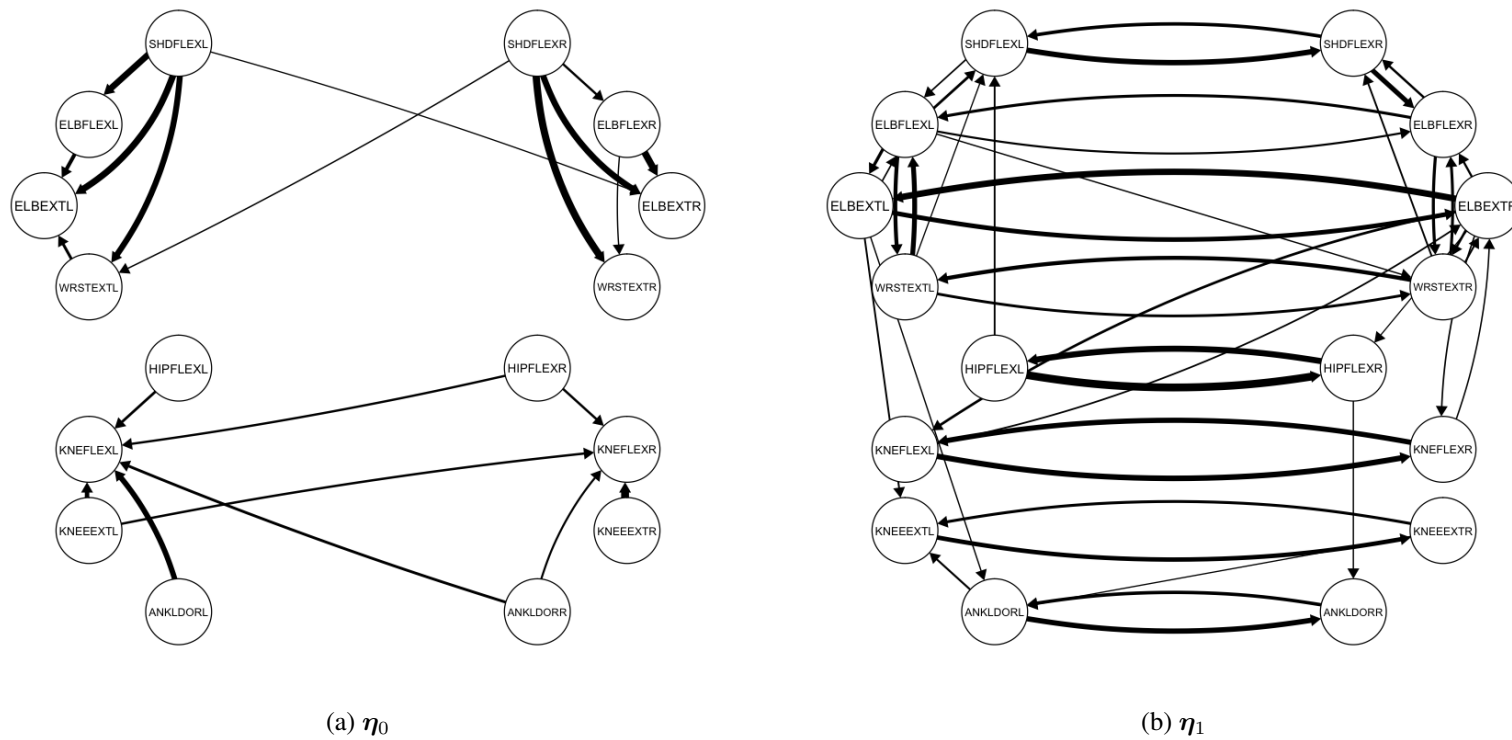 SHDFLEXL SHDFLEXR SHDFLEXL SHDFLEXR
ELBFLEXL ELBFLEXR ELBFLEXL ELBFLEXR
ELBEXTL ELBEXTR ELBEXTL ELBEXTR
WRSTEXTL WRSTEXTR WRSTEXTL WRSTEXTR
HIPFLEXL HIPFLEXR HIPFLEXL HIPFLEXR
KNEFLEXL KNEFLEXR KNEFLEXL KNEFLEXR
KNEEEXTL KNEEEXTR KNEEEXTL KNEEEXTR
ANKLDORL ANKLDORR ANKLDORL ANKLDORR
(a) η₀ (b) η₁